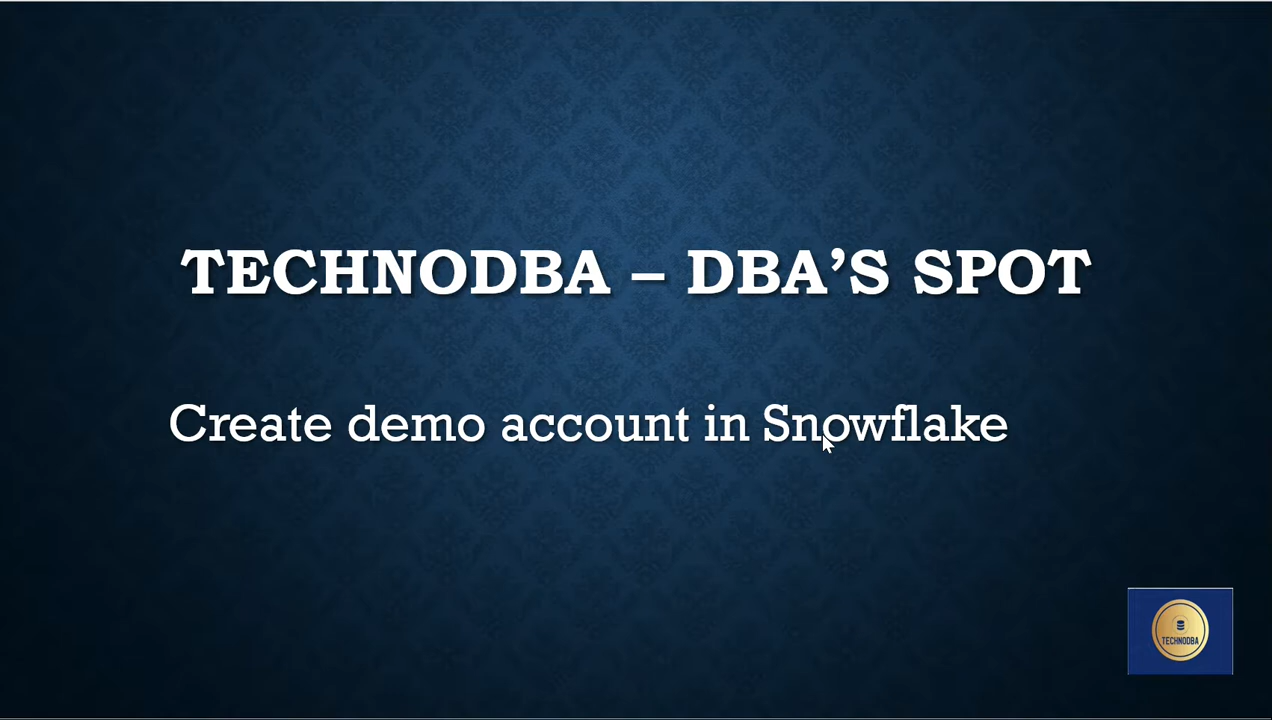 TECHNODBA – DBA’S SPOT
Create demo account in Snowflake
TECHNODBA